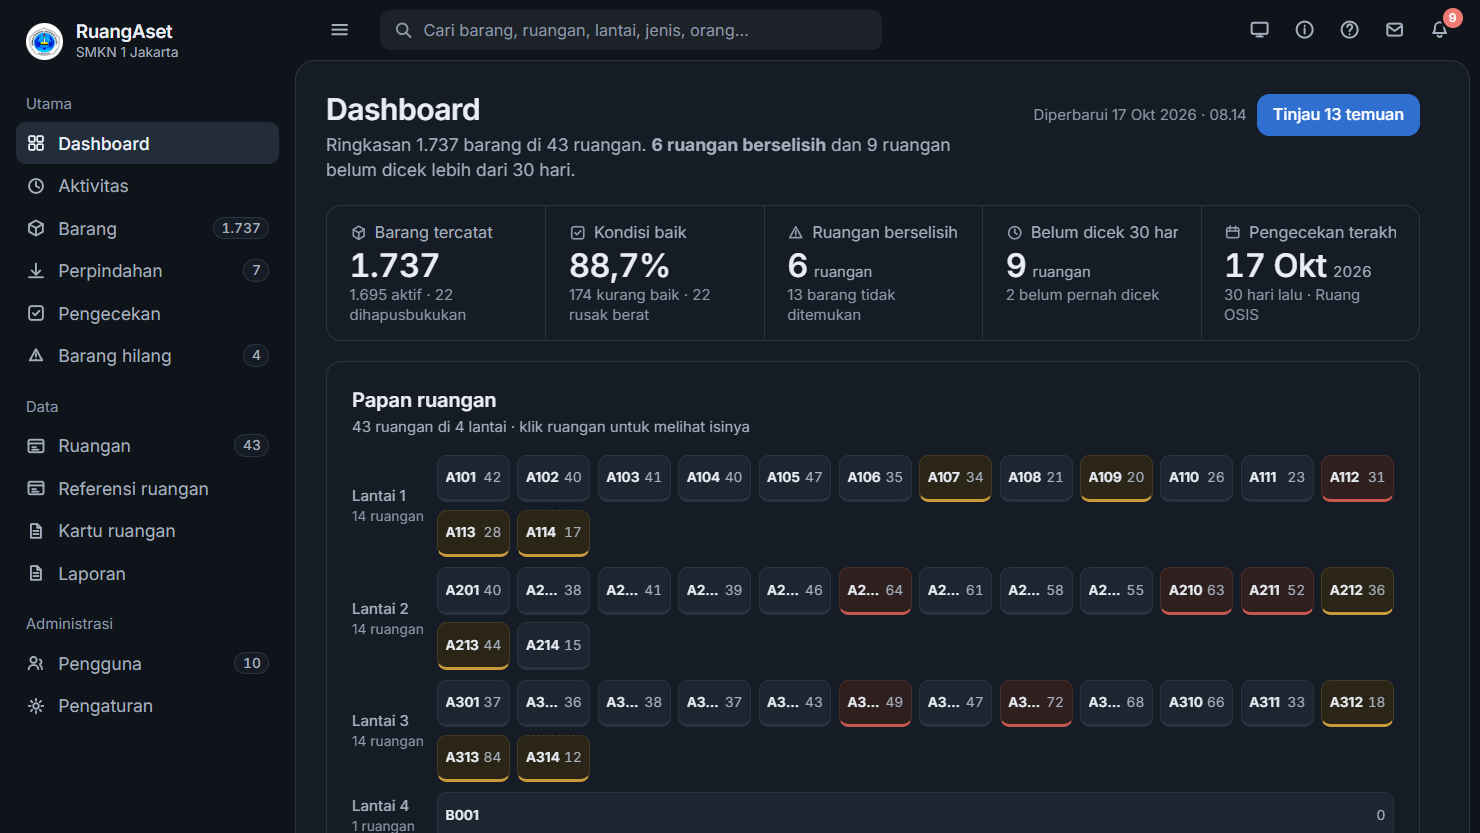 RuangAset
SMKN 1 Jakarta
Cari barang, ruangan, lantai, jenis, orang...
9
Utama
Dashboard
Aktivitas
Barang 1.737
Perpindahan 7
Pengecekan
Barang hilang 4
Data
Ruangan 43
Referensi ruangan
Kartu ruangan
Laporan
Administrasi
Pengguna 10
Pengaturan
Dashboard
Ringkasan 1.737 barang di 43 ruangan. 6 ruangan berselisih dan 9 ruangan
belum dicek lebih dari 30 hari.
Diperbarui 17 Okt 2026 · 08.14
Tinjau 13 temuan
Barang tercatat
1.737
1.695 aktif · 22
dihapusbukukan
Kondisi baik
88,7%
174 kurang baik · 22
rusak berat
Ruangan berselisih
6 ruangan
13 barang tidak
ditemukan
Belum dicek 30 har
9 ruangan
2 belum pernah dicek
Pengecekan terakh
17 Okt 2026
30 hari lalu · Ruang
OSIS
Papan ruangan
43 ruangan di 4 lantai · klik ruangan untuk melihat isinya
Lantai 1
14 ruangan
A101 42 A102 40 A103 41 A104 40 A105 47 A106 35 A107 34 A108 21 A109 20 A110 26 A111 23 A112 31
A113 28 A114 17
Lantai 2
14 ruangan
A201 40 A2... 38 A2... 41 A2... 39 A2... 46 A2... 64 A2... 61 A2... 58 A2... 55 A210 63 A211 52 A212 36
A213 44 A214 15
Lantai 3
14 ruangan
A301 37 A3... 36 A3... 38 A3... 37 A3... 43 A3... 49 A3... 47 A3... 72 A3... 68 A310 66 A311 33 A312 18
A313 84 A314 12
Lantai 4
1 ruangan
B001 0